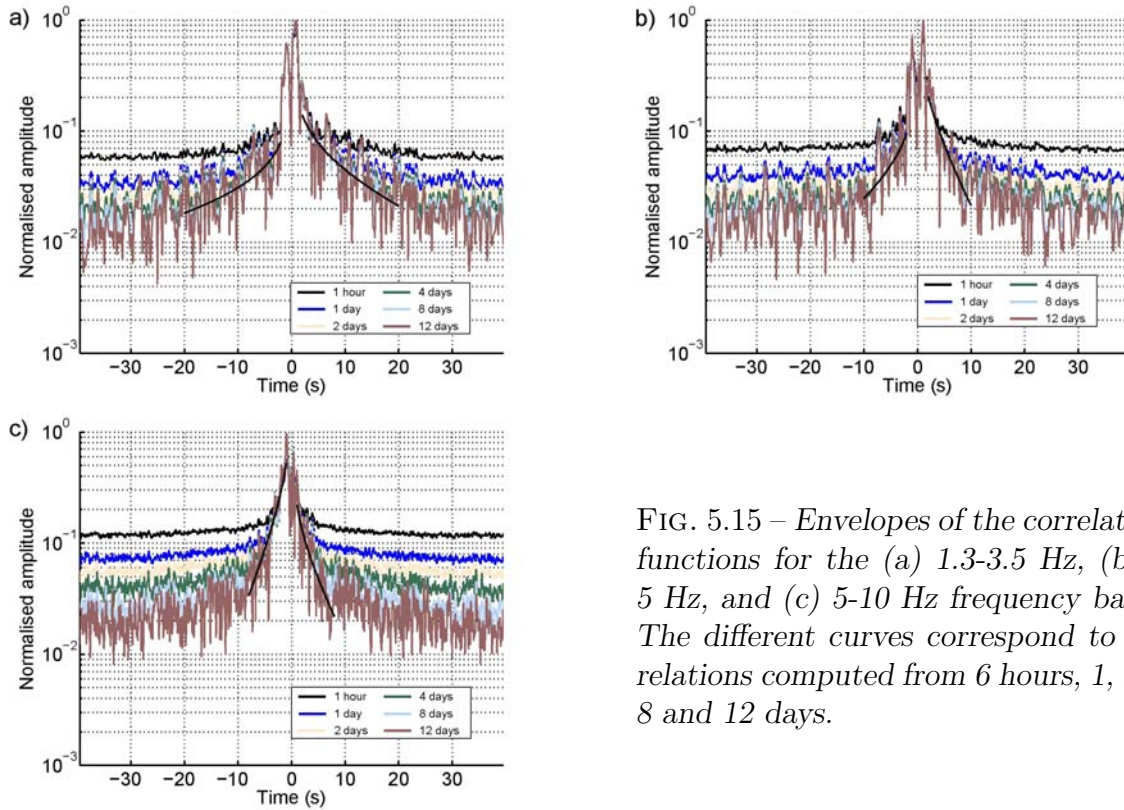 a)
10^0
10^-1
10^-2
10^-3
Normalised amplitude
1 hour
1 day
2 days
4 days
8 days
12 days
−30 −20 −10 0 10 20 30
Time (s)
b)
10^0
10^-1
10^-2
10^-3
Normalised amplitude
1 hour
1 day
2 days
4 days
8 days
12 days
−30 −20 −10 0 10 20 30
Time (s)
c)
10^0
10^-1
10^-2
10^-3
Normalised amplitude
1 hour
1 day
2 days
4 days
8 days
12 days
−30 −20 −10 0 10 20 30
Time (s)
FIG. 5.15 – Envelopes of the correlat
functions for the (a) 1.3-3.5 Hz, (b
5 Hz, and (c) 5-10 Hz frequency ba
The different curves correspond to
relations computed from 6 hours, 1,
8 and 12 days.